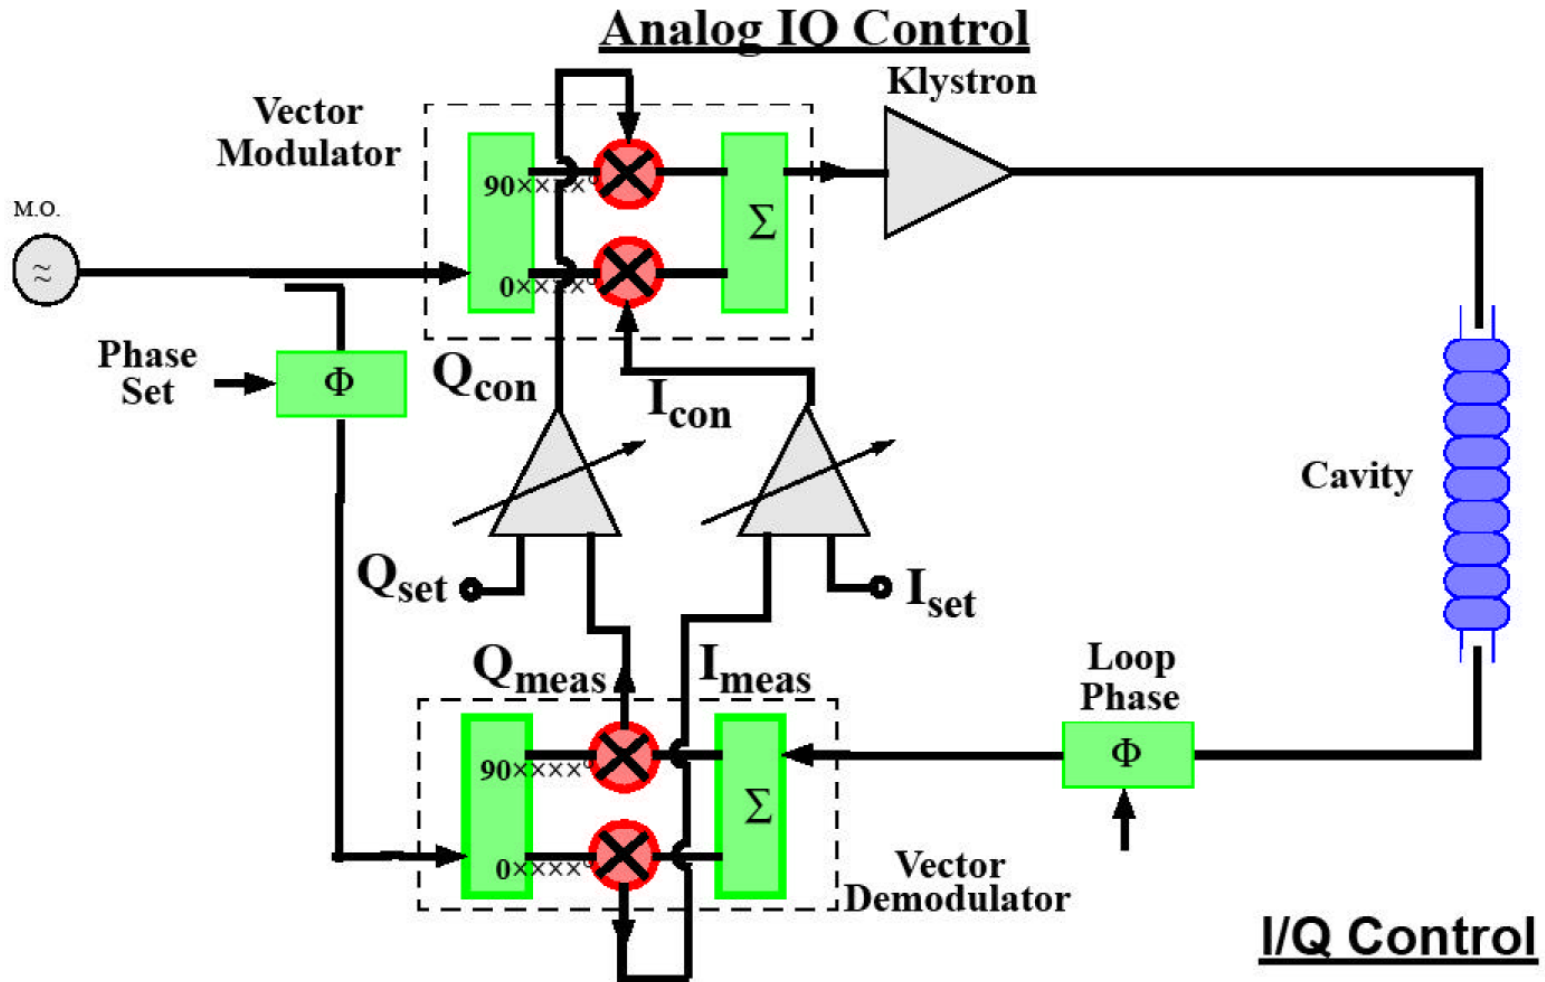 Analog IQ Control
Klystron
Vector
Modulator
M.O.
≈
90××××°
Σ
0××××°
Phase
Set
Φ
Qcon
Icon
Cavity
Qset
Iset
Qmeas
Imeas
Loop
Phase
Φ
90××××°
Σ
0××××°
Vector
Demodulator
I/Q Control